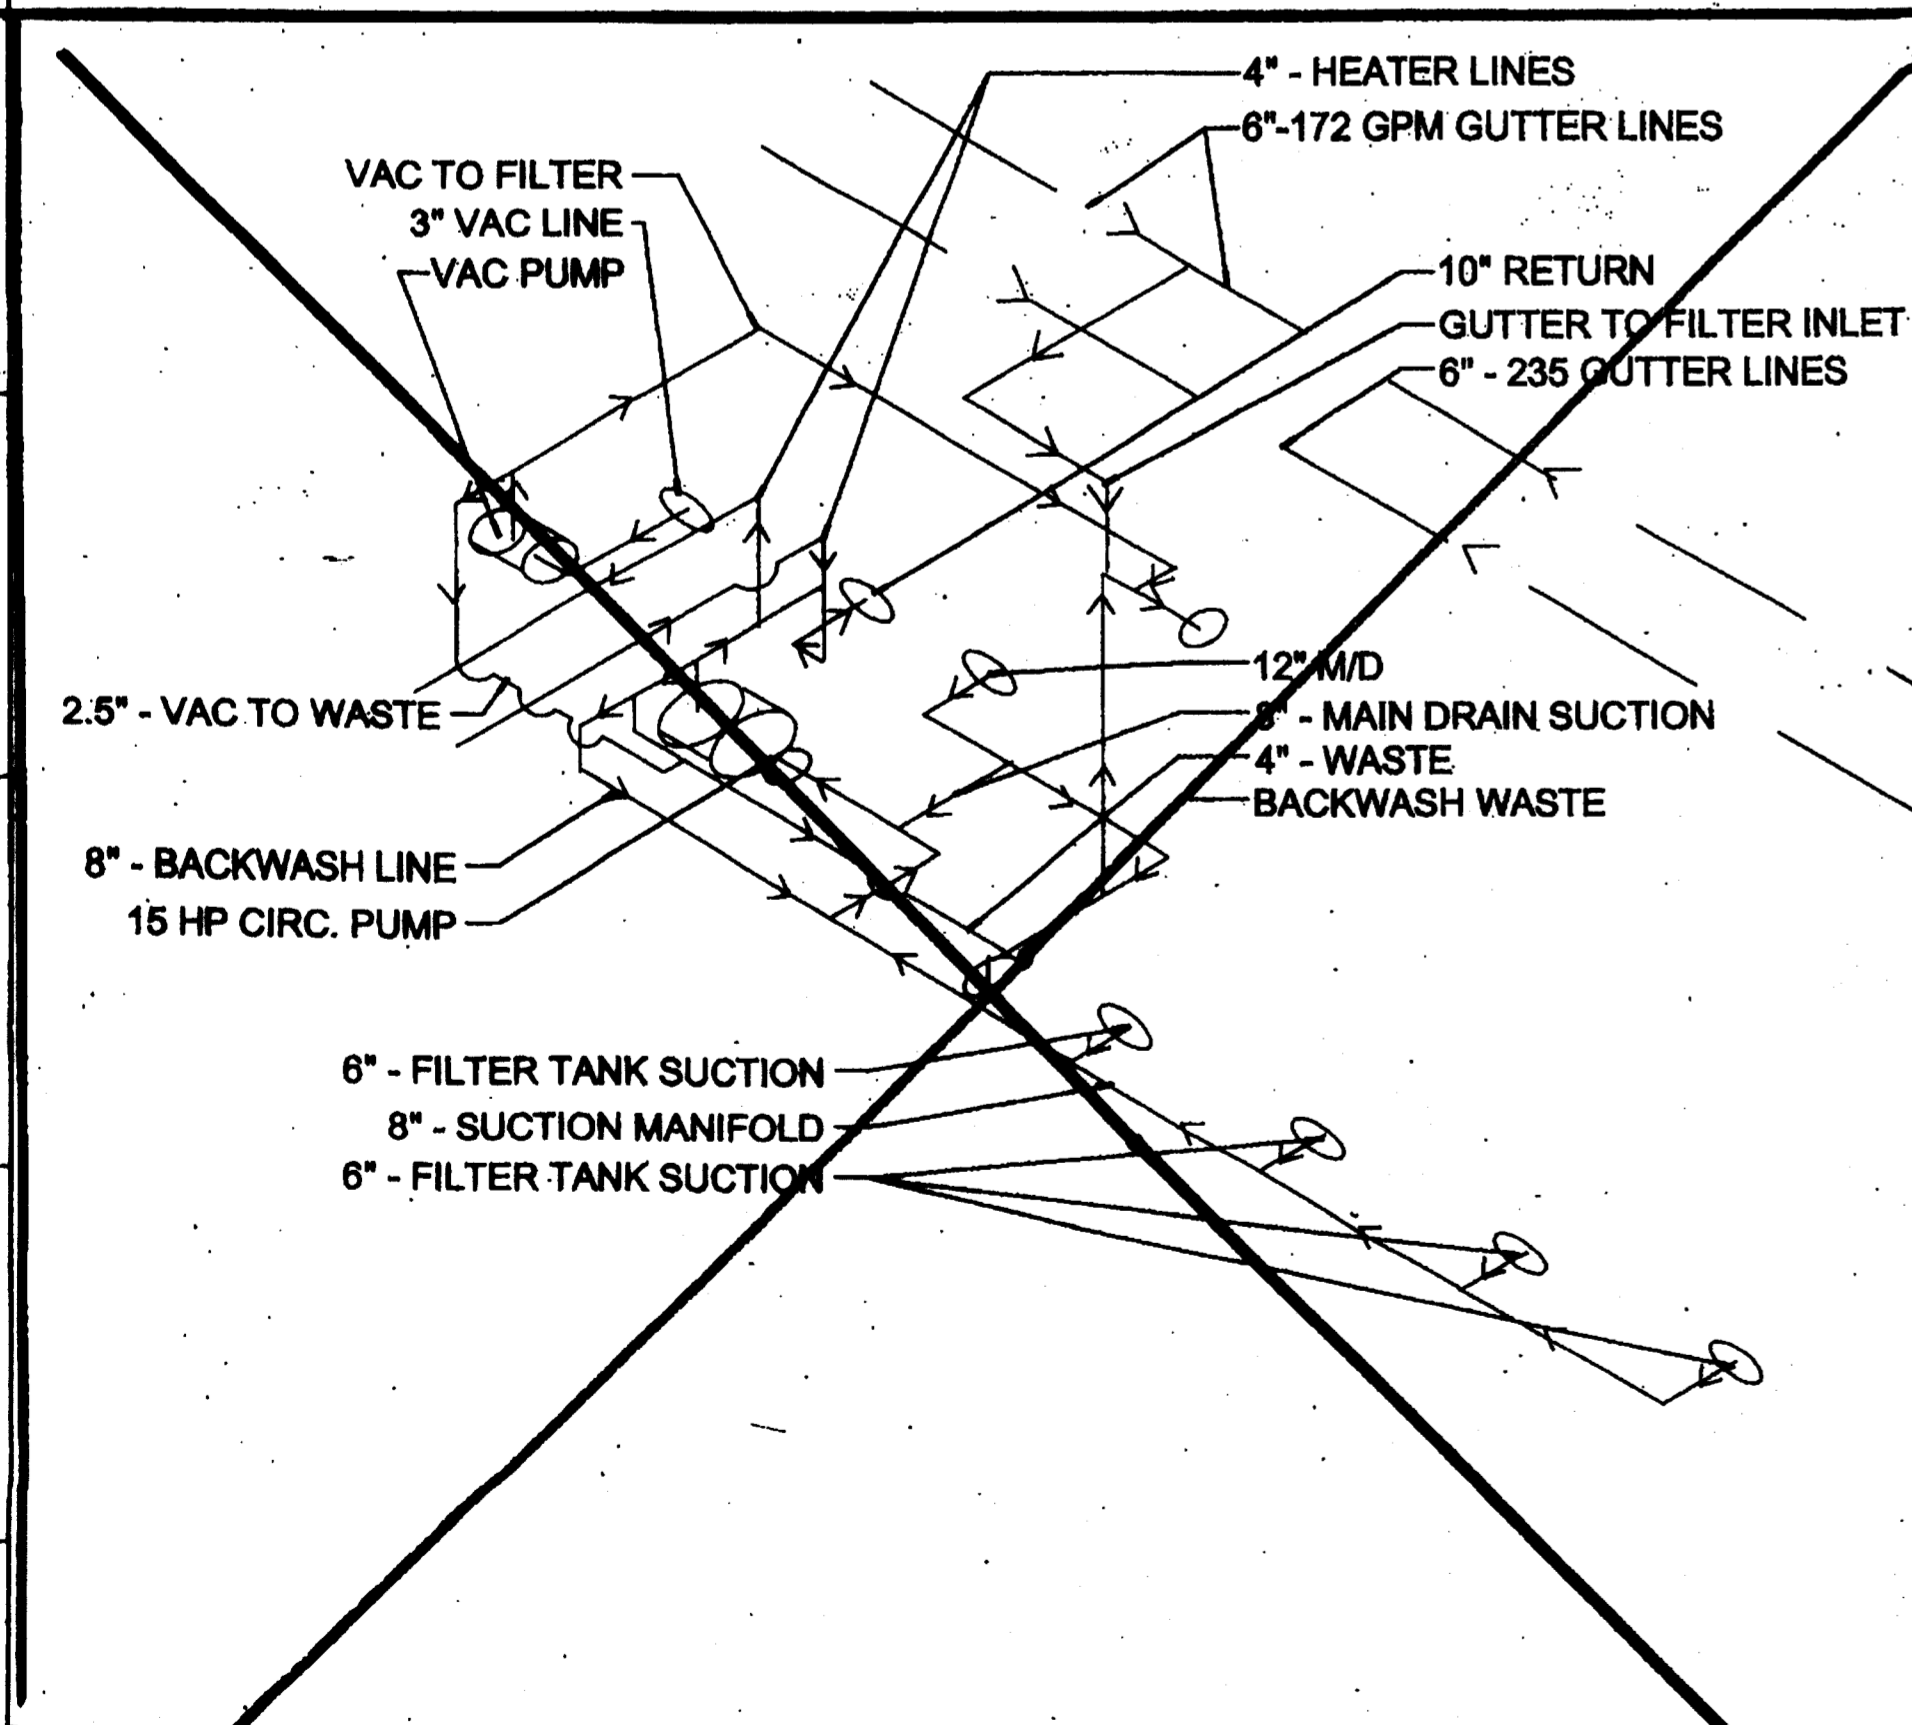 4" - HEATER LINES
6"-172 GPM GUTTER LINES
VAC TO FILTER
3" VAC LINE
VAC PUMP
10" RETURN
GUTTER TO FILTER INLET
6" - 235 GUTTER LINES
12" M/D
2.5" - VAC TO WASTE
8" - MAIN DRAIN SUCTION
4" - WASTE
BACKWASH WASTE
8" - BACKWASH LINE
15 HP CIRC. PUMP
6" - FILTER TANK SUCTION
8" - SUCTION MANIFOLD
6" - FILTER TANK SUCTION